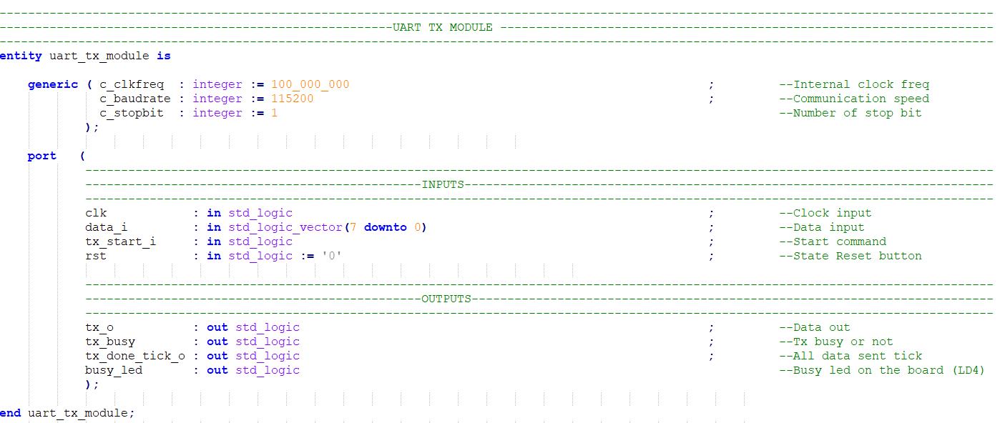 --------------------------------------------------------------------------------------------------------------------------------------------
-------------------------------------------------------UART TX MODULE ---------------------------------------------------------------------
--------------------------------------------------------------------------------------------------------------------------------------------
entity uart_tx_module is
generic ( c_clkfreq : integer := 100_000_000 ; --Internal clock freq
c_baudrate : integer := 115200 ; --Communication speed
c_stopbit : integer := 1 --Number of stop bit
);
port (
--------------------------------------------------------------------------------------------------------------------------------
-----------------------------------------------INPUTS--------------------------------------------------------------------------
--------------------------------------------------------------------------------------------------------------------------------
clk : in std_logic ; --Clock input
data_i : in std_logic_vector(7 downto 0) ; --Data input
tx_start_i : in std_logic ; --Start command
rst : in std_logic := '0' ; --State Reset button
--------------------------------------------------------------------------------------------------------------------------------
-----------------------------------------------OUTPUTS-------------------------------------------------------------------------
--------------------------------------------------------------------------------------------------------------------------------
tx_o : out std_logic ; --Data out
tx_busy : out std_logic ; --Tx busy or not
tx_done_tick_o : out std_logic ; --All data sent tick
busy_led : out std_logic --Busy led on the board (LD4)
);
end uart_tx_module;